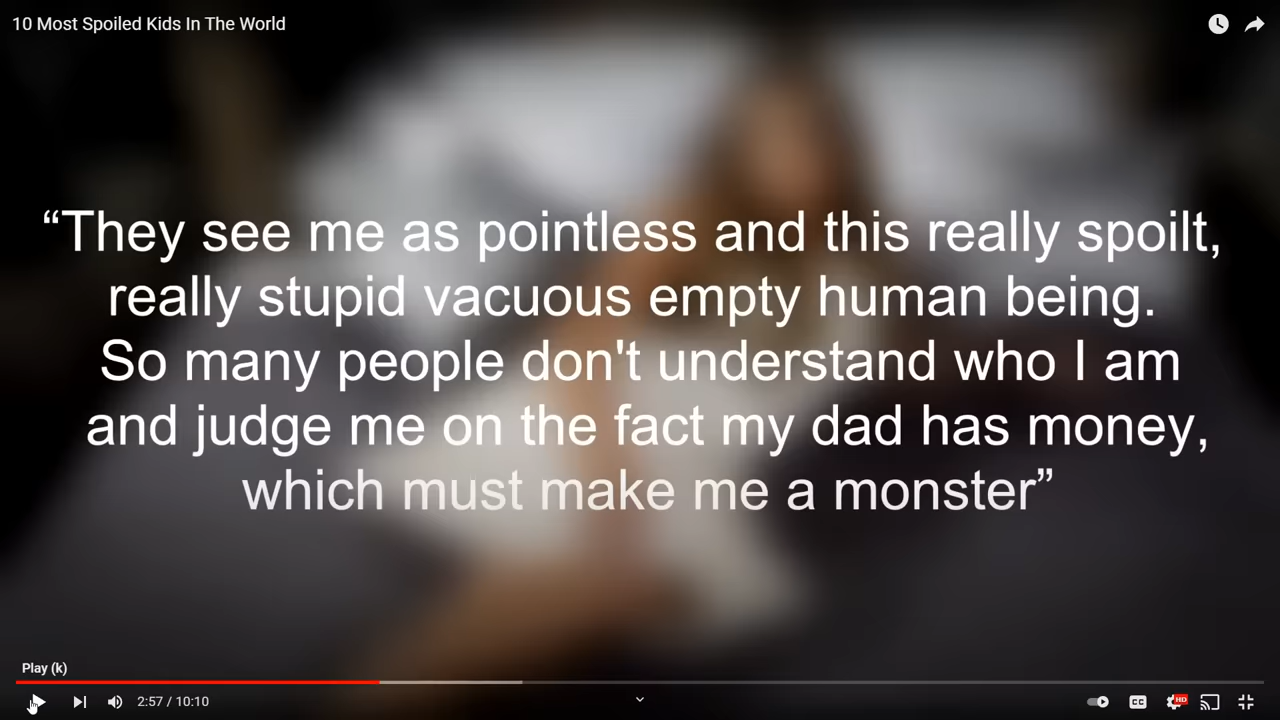 10 Most Spoiled Kids In The World
“They see me as pointless and this really spoilt,
really stupid vacuous empty human being.
So many people don't understand who I am
and judge me on the fact my dad has money,
which must make me a monster”
Play (k)
2:57 / 10:10
CC
HD